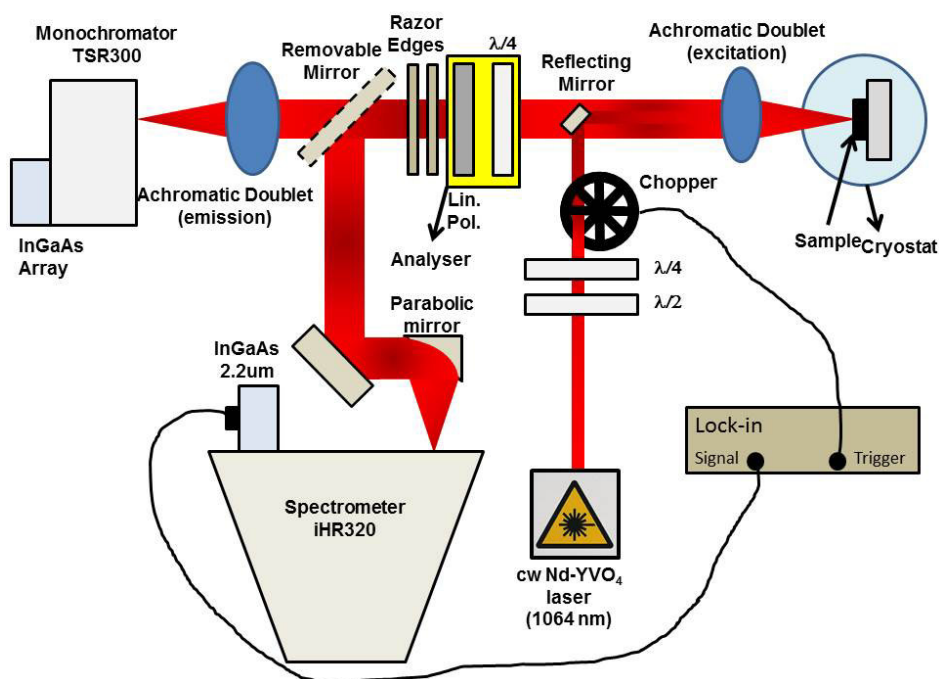 Monochromator
TSR300
Removable
Mirror
Razor
Edges
λ/4
Reflecting
Mirror
Achromatic Doublet
(excitation)
Achromatic Doublet
(emission)
InGaAs
Array
Lin.
Pol.
Analyser
Chopper
Sample
Cryostat
λ/4
λ/2
Parabolic
mirror
InGaAs
2.2um
Lock-in
Signal
Trigger
Spectrometer
iHR320
cw Nd-YVO₄
laser
(1064 nm)